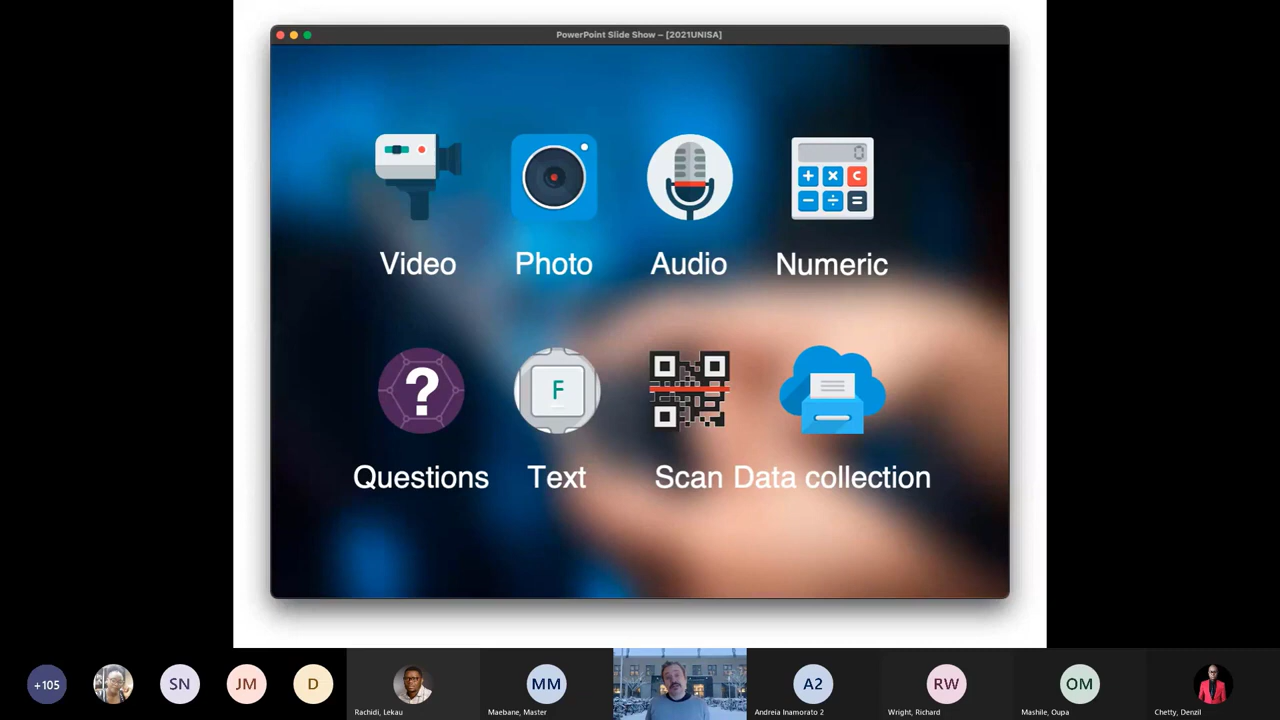 PowerPoint Slide Show – [2021UNISA]
0
+ × C
− ÷ =
Video Photo Audio Numeric
? F
Questions Text Scan Data collection
+105 SN JM D MM A2 RW OM
Rachidi, Lekau Maebane, Master Andreia Inamorato 2 Wright, Richard Mashile, Oupa Chetty, Denzil